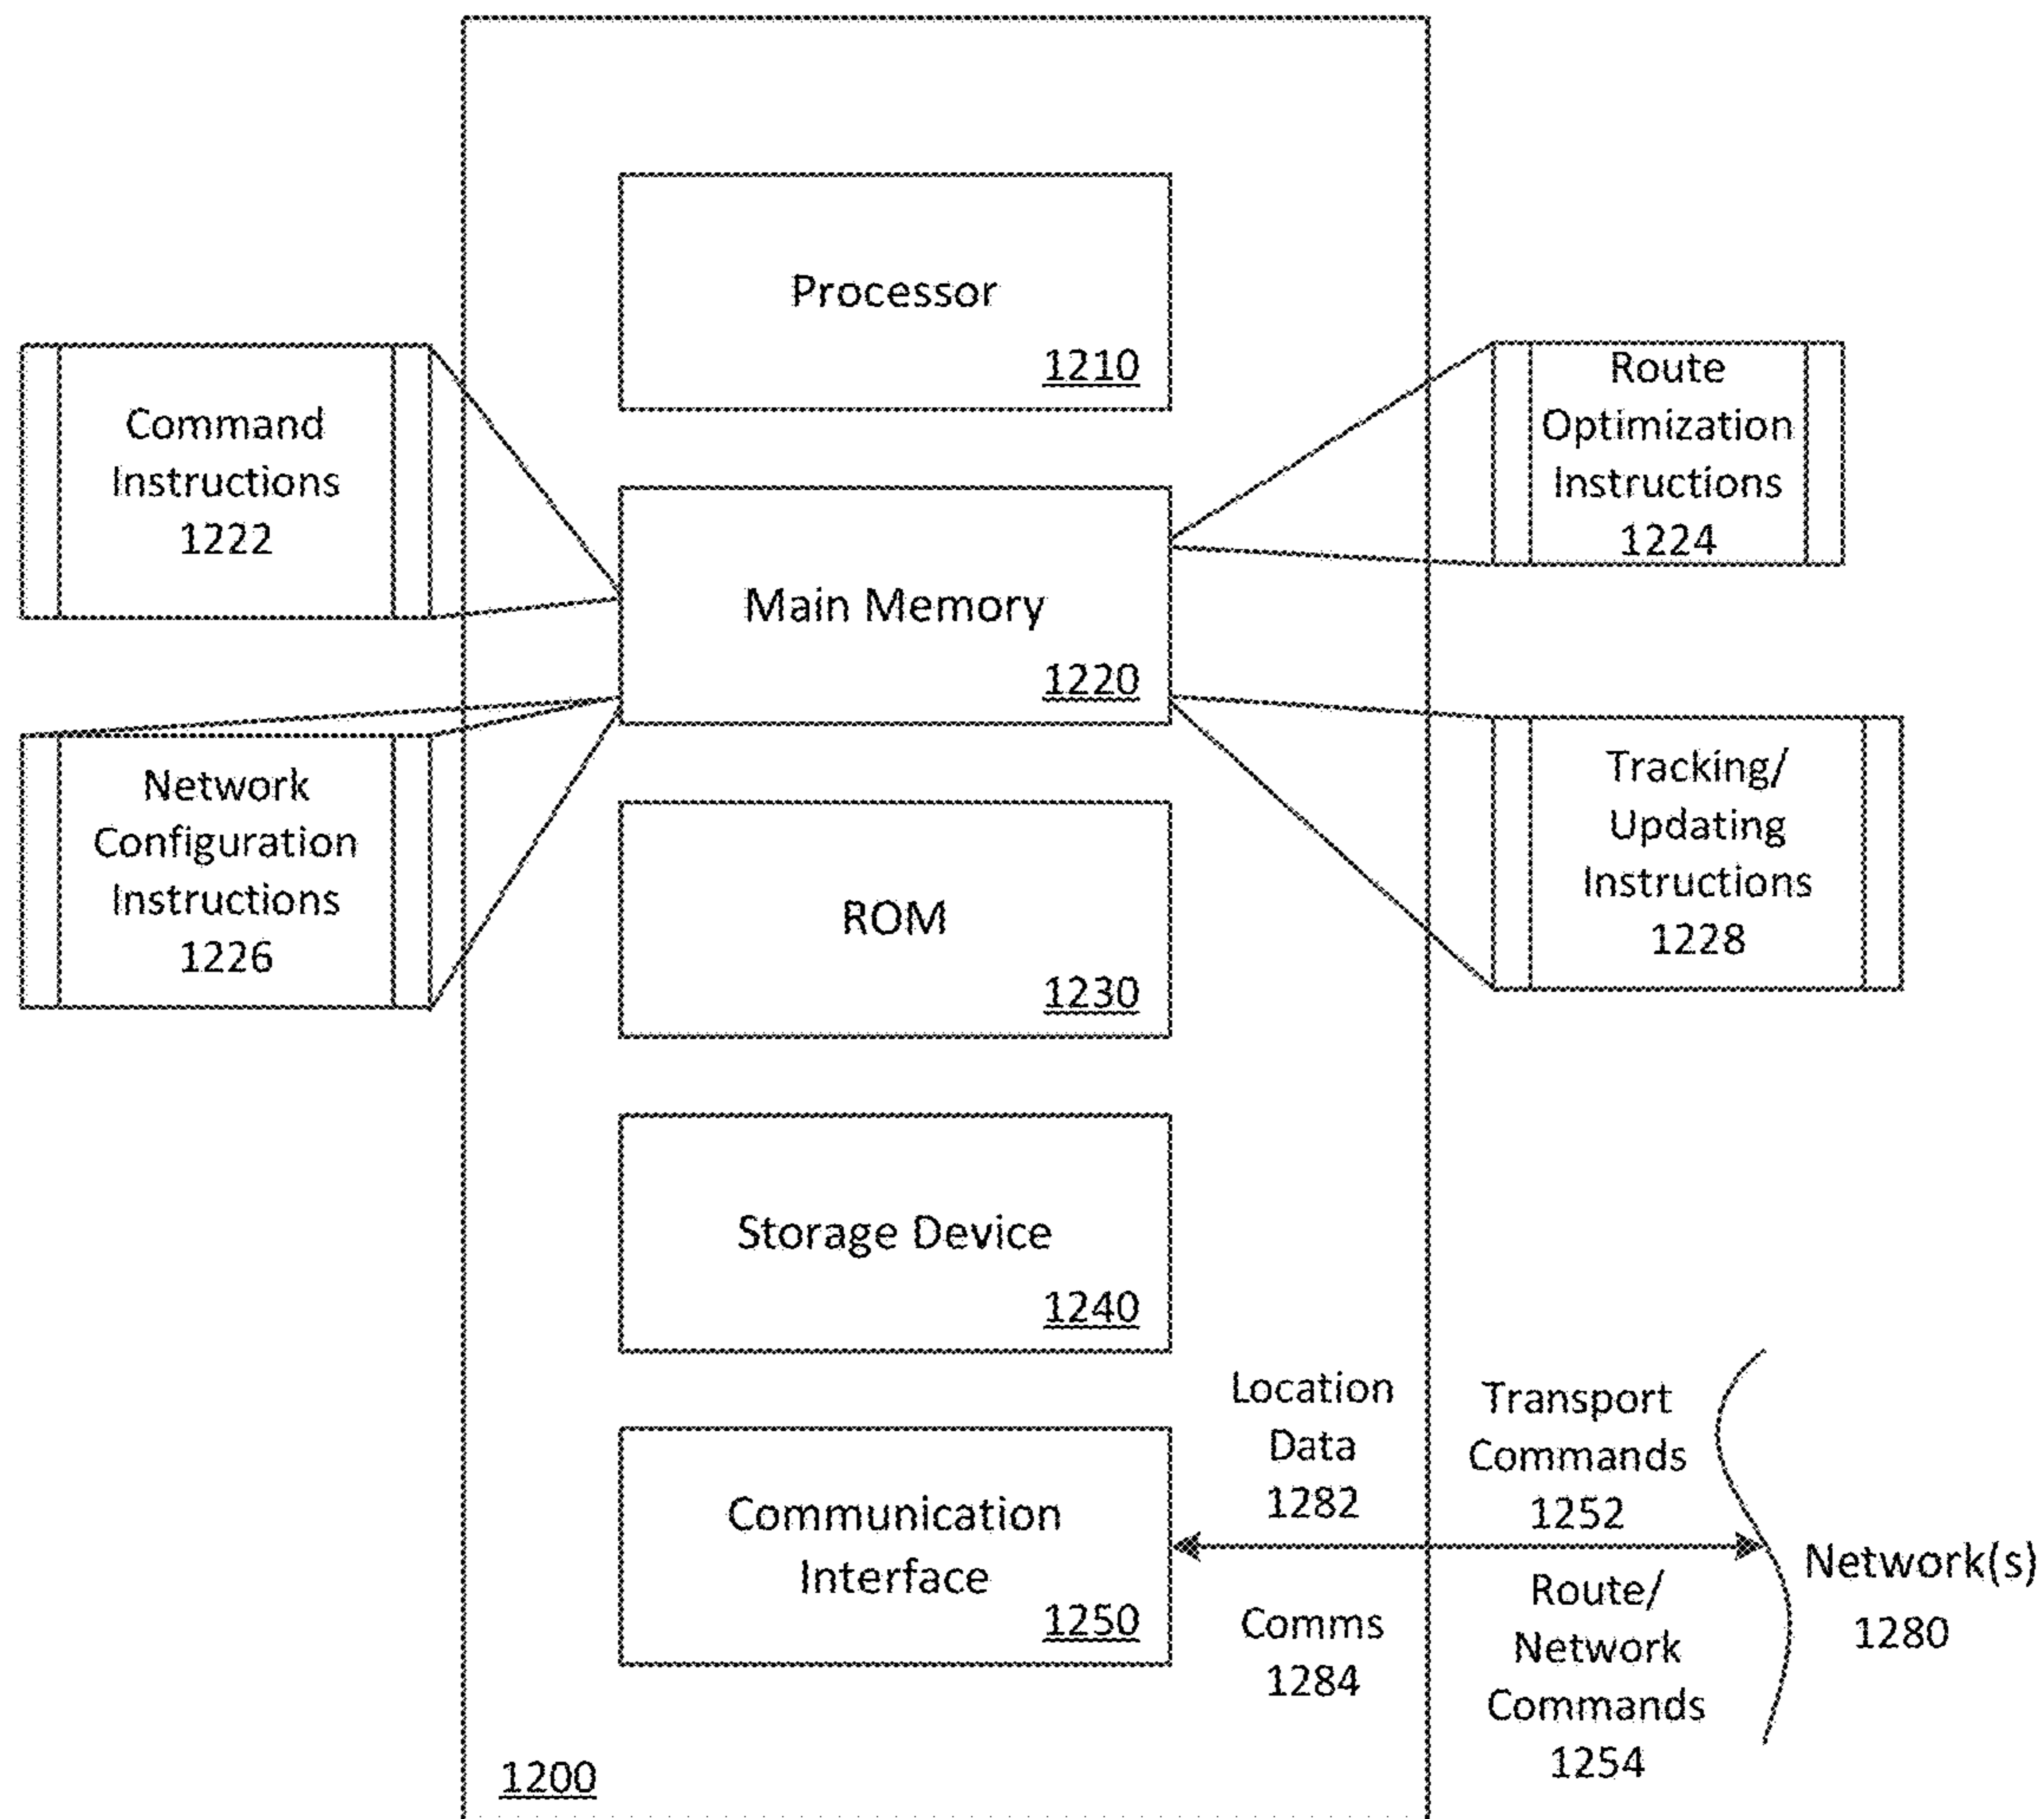 Processor
1210
Command
Instructions
1222
Route
Optimization
Instructions
1224
Main Memory
1220
Network
Configuration
Instructions
1226
Tracking/
Updating
Instructions
1228
ROM
1230
Storage Device
1240
Communication
Interface
1250
Location
Data
1282
Comms
1284
Transport
Commands
1252
Route/
Network
Commands
1254
Network(s)
1280
1200